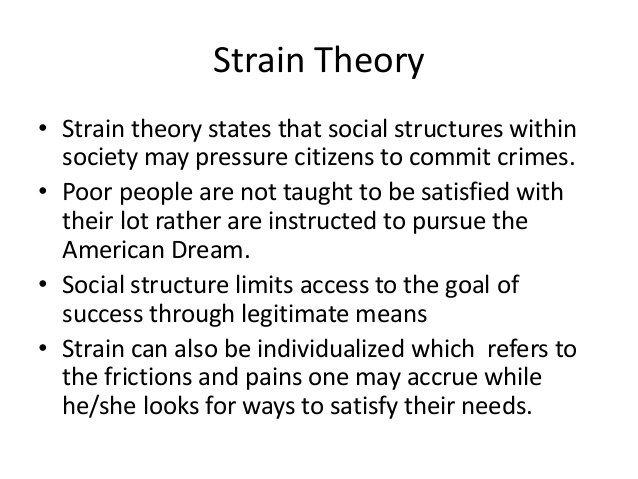 Strain Theory
• Strain theory states that social structures within
society may pressure citizens to commit crimes.
• Poor people are not taught to be satisfied with
their lot rather are instructed to pursue the
American Dream.
• Social structure limits access to the goal of
success through legitimate means
• Strain can also be individualized which  refers to
the frictions and pains one may accrue while
he/she looks for ways to satisfy their needs.